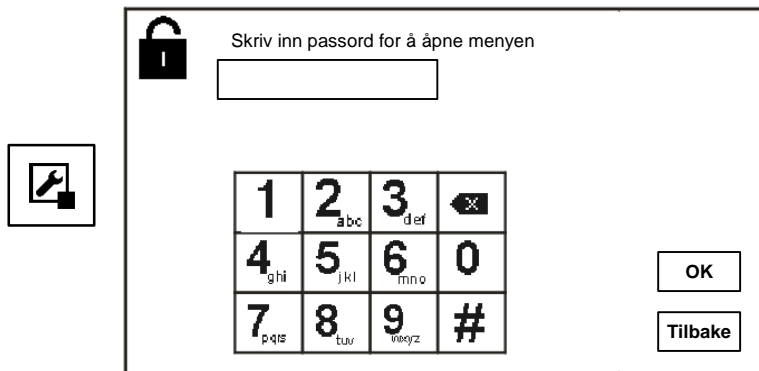 Skriv inn passord for å åpne menyen
1 2 abc 3 def
4 ghi 5 jkl 6 mno 0
7 pqrs 8 tuv 9 wxyz #
OK
Tilbake